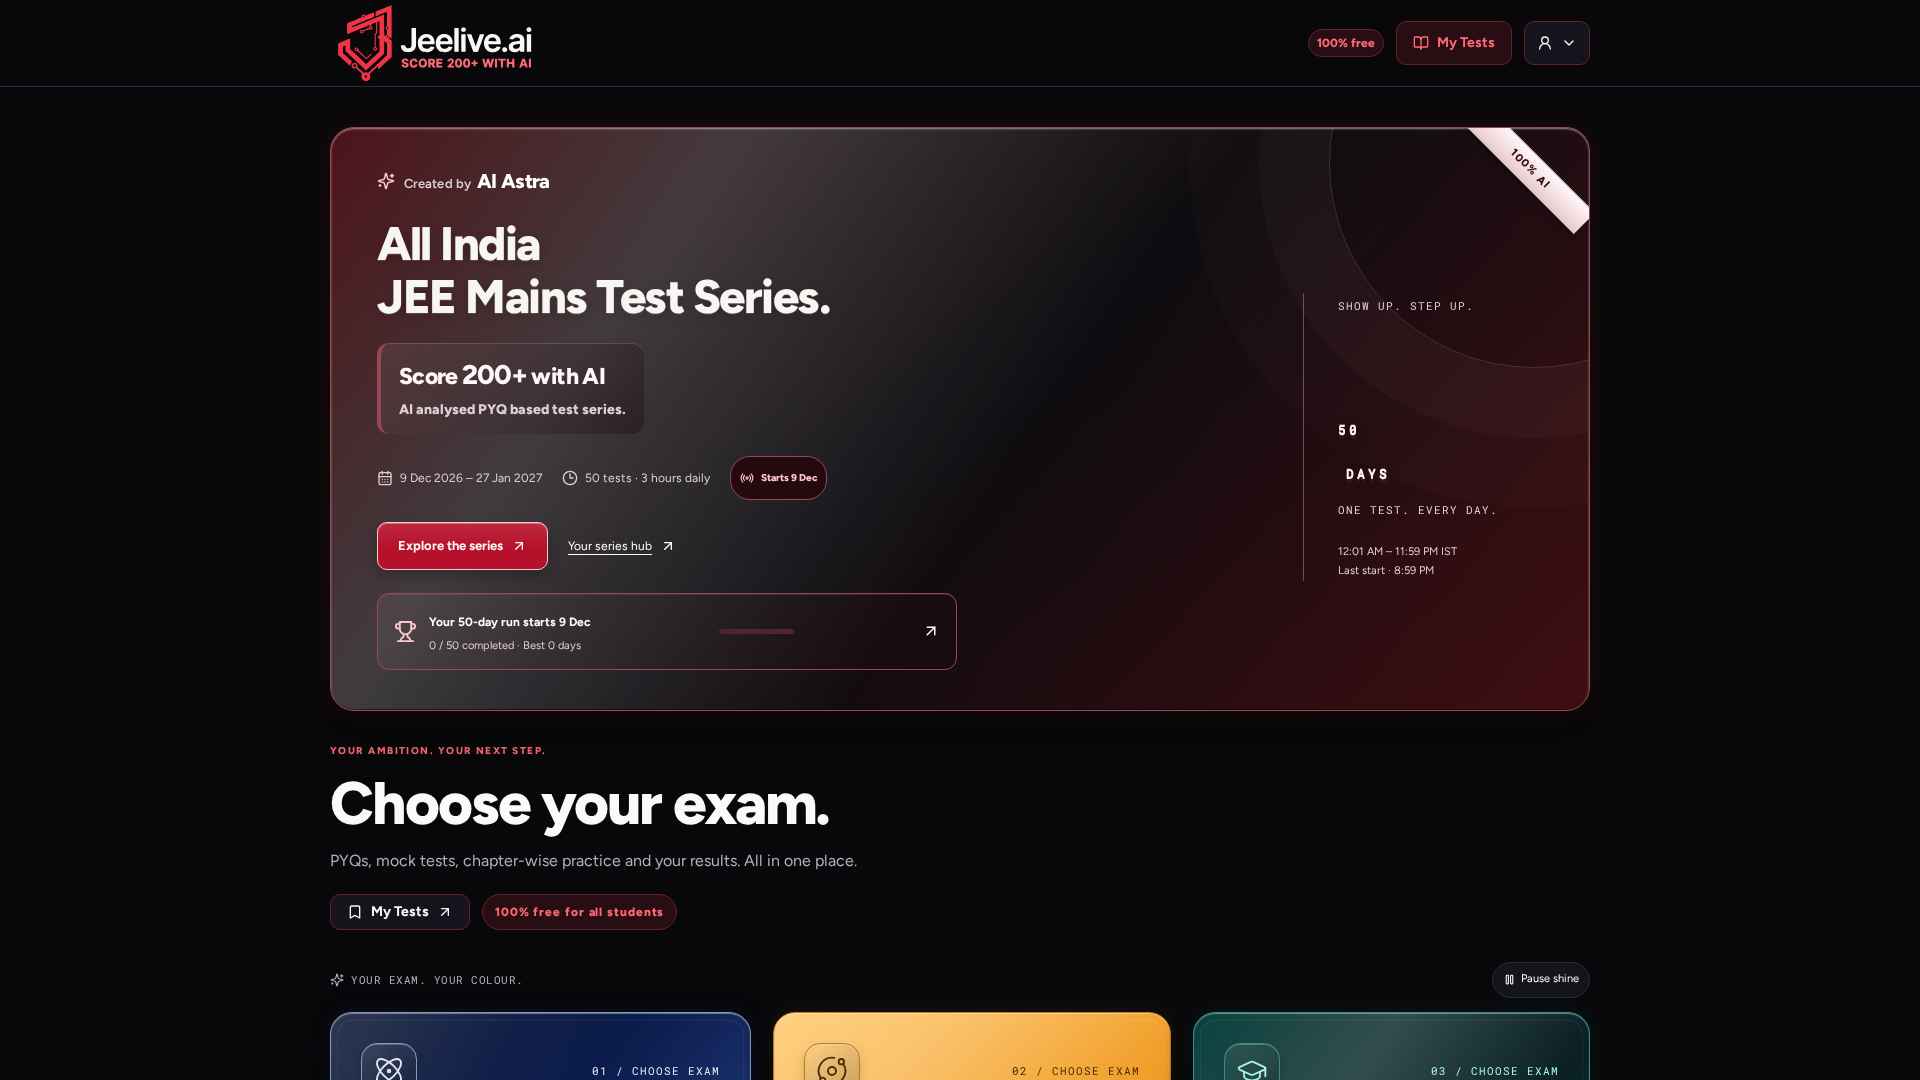 Jeelive.ai
SCORE 200+ WITH AI
100% free
My Tests
100% AI
Created by AI Astra
All India
JEE Mains Test Series.
Score 200+ with AI
AI analysed PYQ based test series.
9 Dec 2026 – 27 Jan 2027
50 tests · 3 hours daily
Starts 9 Dec
Explore the series
Your series hub
Your 50-day run starts 9 Dec
0 / 50 completed · Best 0 days
SHOW UP. STEP UP.
50
DAYS
ONE TEST. EVERY DAY.
12:01 AM – 11:59 PM IST
Last start · 8:59 PM
YOUR AMBITION. YOUR NEXT STEP.
Choose your exam.
PYQs, mock tests, chapter-wise practice and your results. All in one place.
My Tests
100% free for all students
YOUR EXAM. YOUR COLOUR.
Pause shine
01 / CHOOSE EXAM
02 / CHOOSE EXAM
03 / CHOOSE EXAM